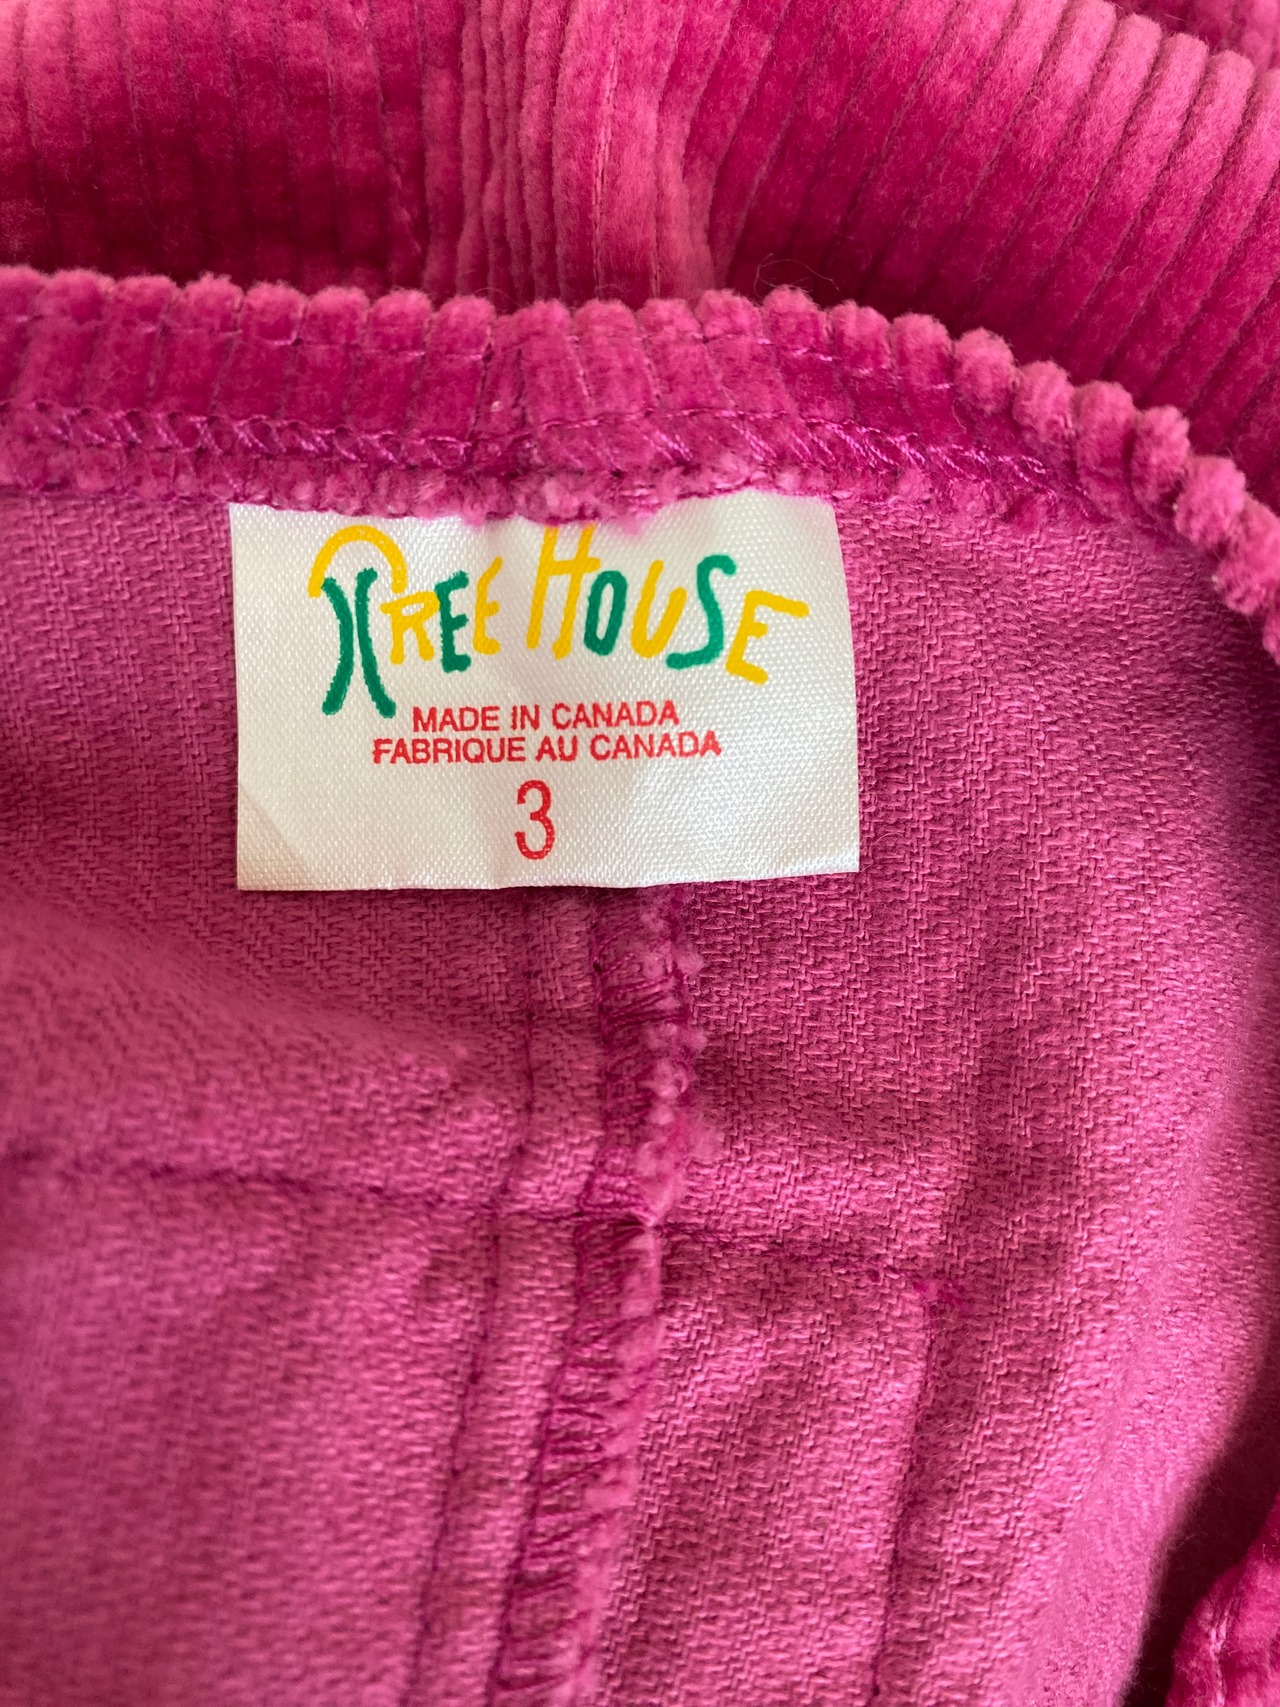 TREE HOUSE
MADE IN CANADA
FABRIQUE AU CANADA
3